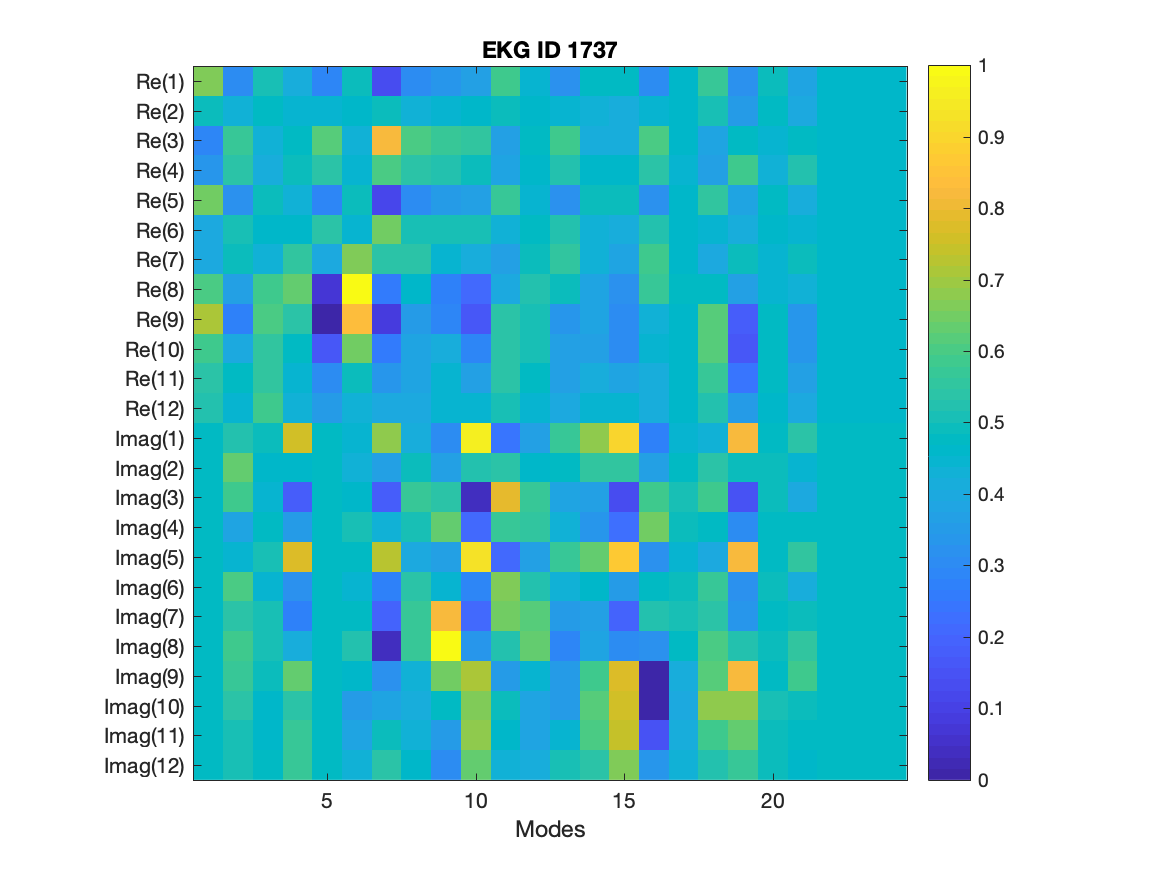 EKG ID 1737
Re(1)
Re(2)
Re(3)
Re(4)
Re(5)
Re(6)
Re(7)
Re(8)
Re(9)
Re(10)
Re(11)
Re(12)
Imag(1)
Imag(2)
Imag(3)
Imag(4)
Imag(5)
Imag(6)
Imag(7)
Imag(8)
Imag(9)
Imag(10)
Imag(11)
Imag(12)
5 10 15 20
Modes
1
0.9
0.8
0.7
0.6
0.5
0.4
0.3
0.2
0.1
0